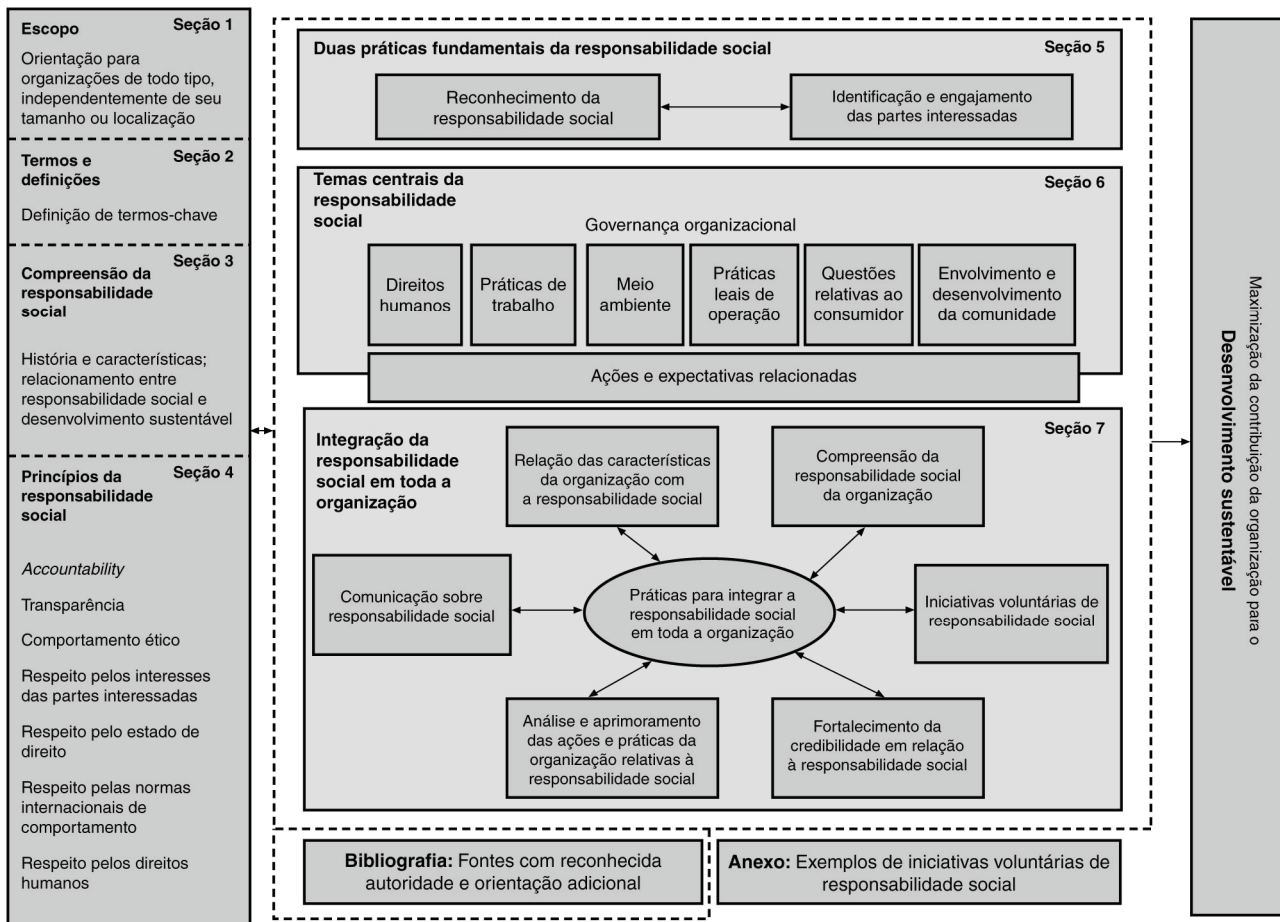 Escopo
Seção 1
Orientação para
organizações de todo tipo,
independentemente de seu
tamanho ou localização
Termos e
definições
Seção 2
Definição de termos-chave
Seção 3
Compreensão da
responsabilidade
social
História e características;
relacionamento entre
responsabilidade social e
desenvolvimento sustentável
Seção 4
Princípios da
responsabilidade
social
Accountability
Transparência
Comportamento ético
Respeito pelos interesses
das partes interessadas
Respeito pelo estado de
direito
Respeito pelas normas
internacionais de
comportamento
Respeito pelos direitos
humanos
Duas práticas fundamentais da responsabilidade social
Seção 5
Reconhecimento da
responsabilidade social
Identificação e engajamento
das partes interessadas
Temas centrais da
responsabilidade
social
Seção 6
Governança organizacional
Direitos
humanos
Práticas de
trabalho
Meio
ambiente
Práticas
leais de
operação
Questões
relativas ao
consumidor
Envolvimento e
desenvolvimento
da comunidade
Ações e expectativas relacionadas
Integração da
responsabilidade
social em toda a
organização
Seção 7
Relação das características
da organização com
a responsabilidade social
Compreensão da
responsabilidade social
da organização
Comunicação sobre
responsabilidade social
Práticas para integrar a
responsabilidade social
em toda a organização
Iniciativas voluntárias de
responsabilidade social
Análise e aprimoramento
das ações e práticas da
organização relativas à
responsabilidade social
Fortalecimento da
credibilidade em relação
à responsabilidade social
Bibliografia: Fontes com reconhecida
autoridade e orientação adicional
Anexo: Exemplos de iniciativas voluntárias de
responsabilidade social
Maximização da contribuição da organização para o
Desenvolvimento sustentável